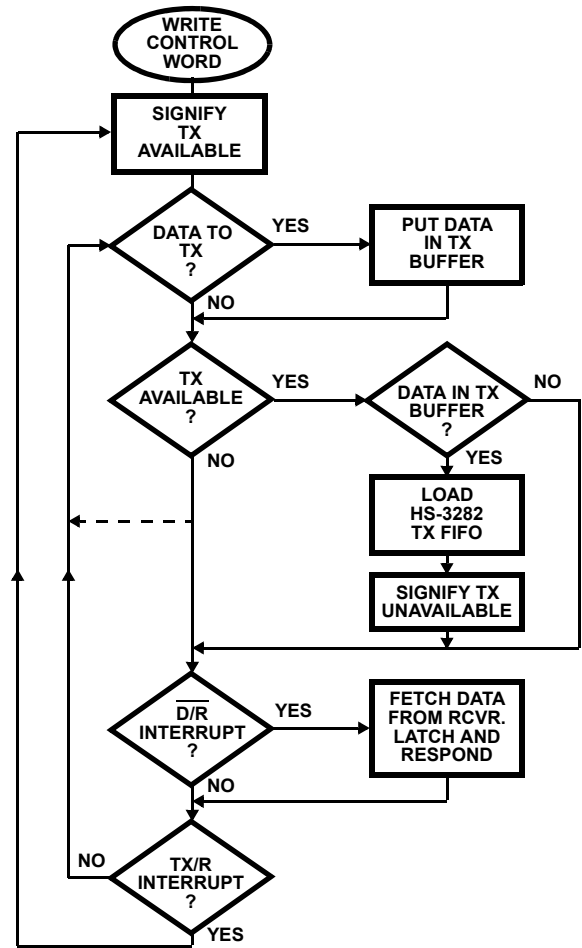 WRITE
CONTROL
WORD
SIGNIFY
TX
AVAILABLE
DATA TO
TX
?
YES
PUT DATA
IN TX
BUFFER
NO
TX
AVAILABLE
?
YES
DATA IN TX
BUFFER
?
NO
NO
YES
LOAD
HS-3282
TX FIFO
SIGNIFY TX
UNAVAILABLE
D/R
INTERRUPT
?
YES
FETCH DATA
FROM RCVR.
LATCH AND
RESPOND
NO
NO
TX/R
INTERRUPT
?
YES